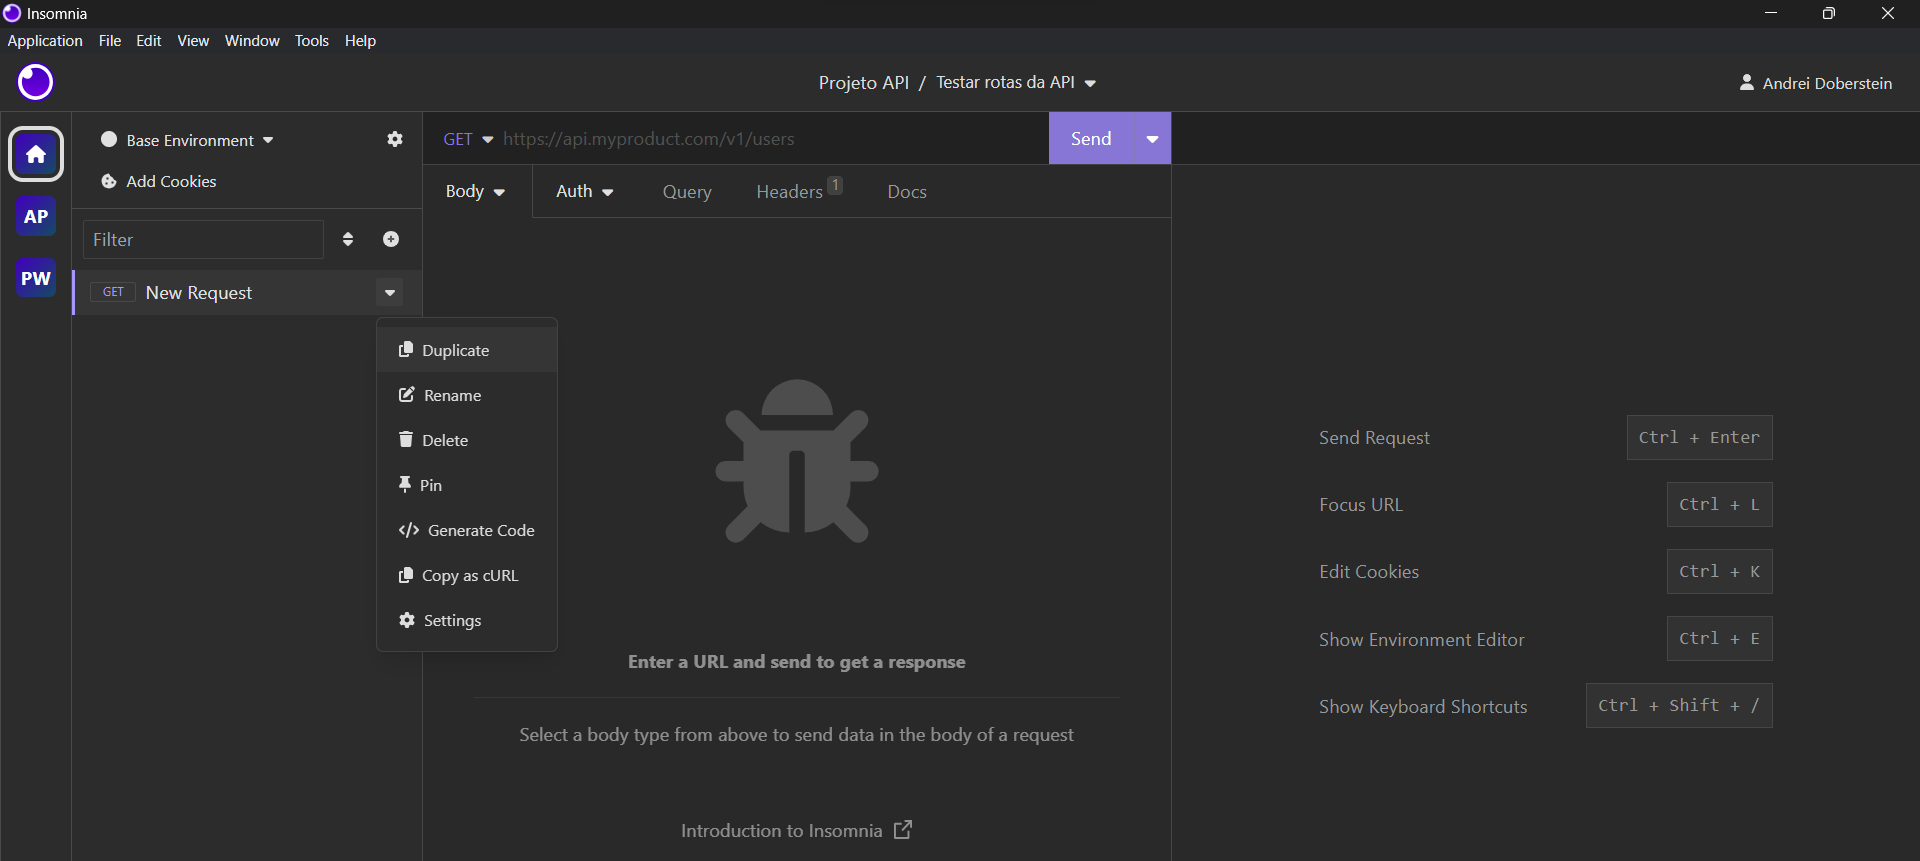 Insomnia
Application File Edit View Window Tools Help
Projeto API / Testar rotas da API
Andrei Doberstein
Base Environment
Add Cookies
AP
PW
Filter
GET New Request
GET https://api.myproduct.com/v1/users Send
Body Auth Query Headers 1 Docs
Duplicate
Rename
Delete
Pin
</> Generate Code
Copy as cURL
Settings
Enter a URL and send to get a response
Select a body type from above to send data in the body of a request
Introduction to Insomnia
Send Request Ctrl + Enter
Focus URL Ctrl + L
Edit Cookies Ctrl + K
Show Environment Editor Ctrl + E
Show Keyboard Shortcuts Ctrl + Shift + /